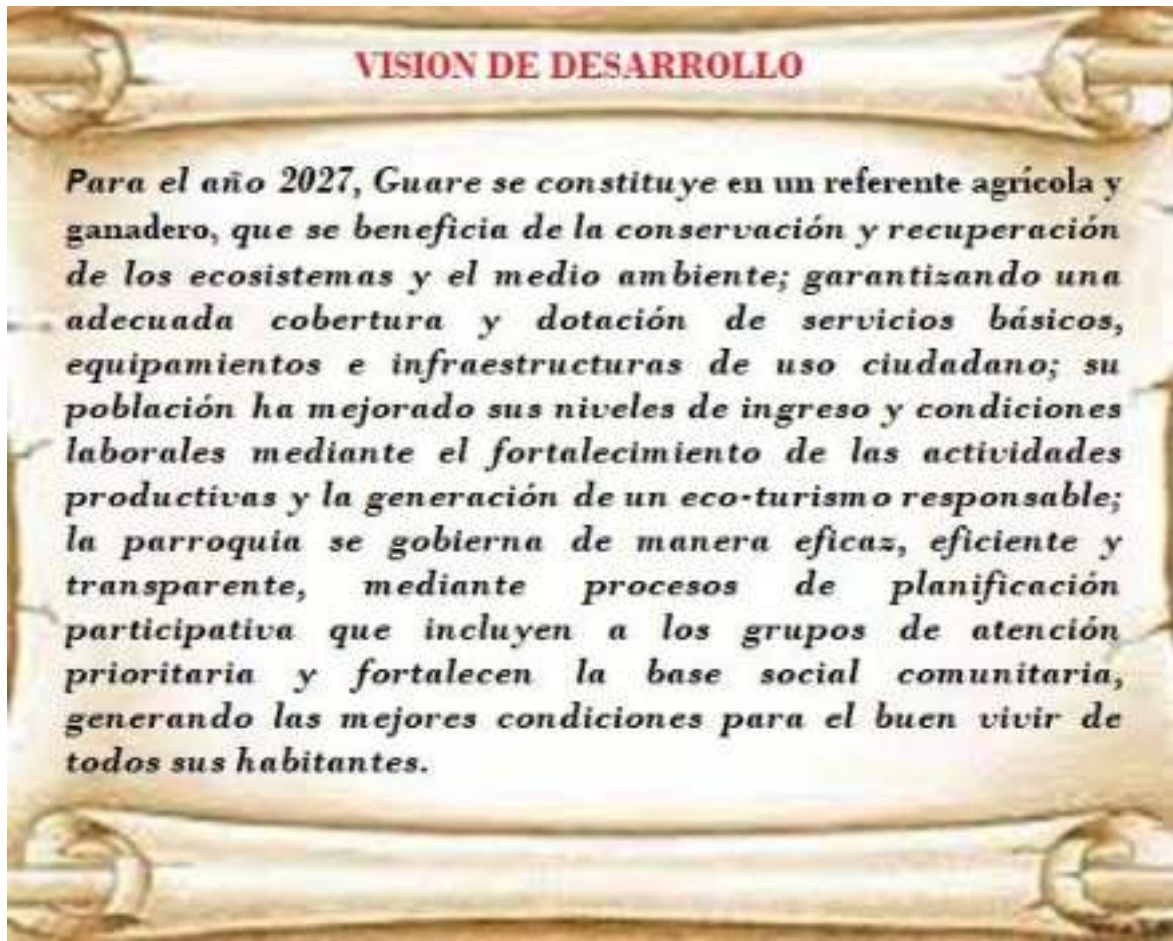 VISION DE DESARROLLO
Para el año 2027, Guare se constituye en un referente agrícola y
ganadero, que se beneficia de la conservación y recuperación
de los ecosistemas y el medio ambiente; garantizando una
adecuada cobertura y dotación de servicios básicos,
equipamientos e infraestructuras de uso ciudadano; su
población ha mejorado sus niveles de ingreso y condiciones
laborales mediante el fortalecimiento de las actividades
productivas y la generación de un eco-turismo responsable;
la parroquia se gobierna de manera eficaz, eficiente y
transparente, mediante procesos de planificación
participativa que incluyen a los grupos de atención
prioritaria y fortalecen la base social comunitaria,
generando las mejores condiciones para el buen vivir de
todos sus habitantes.